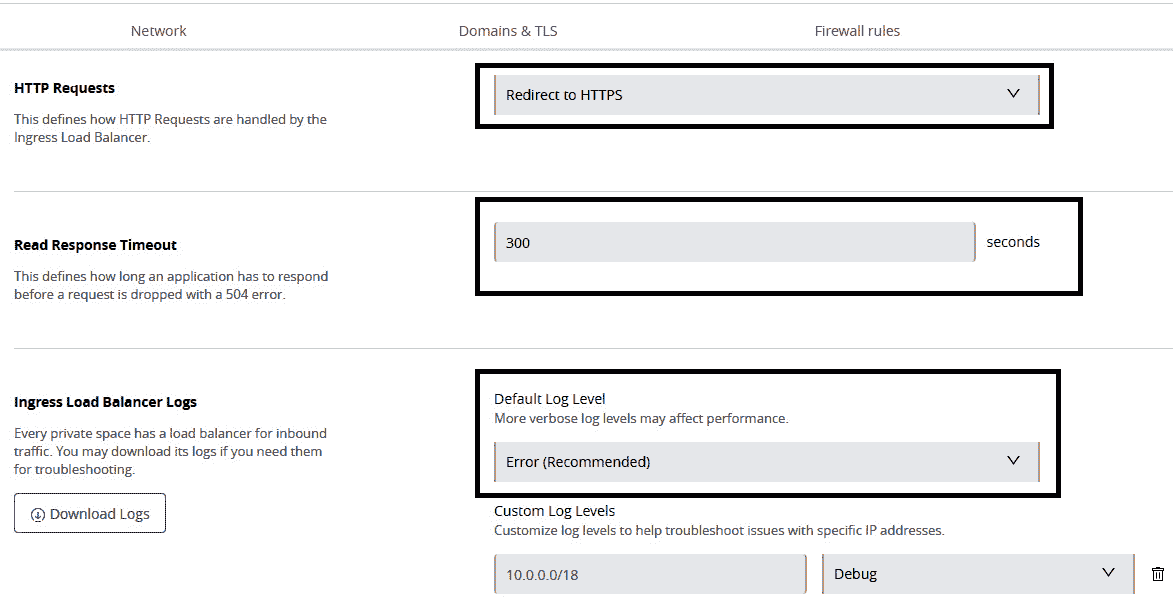 Network
Domains & TLS
Firewall rules
HTTP Requests
This defines how HTTP Requests are handled by the
Ingress Load Balancer.
Redirect to HTTPS
Read Response Timeout
This defines how long an application has to respond
before a request is dropped with a 504 error.
300
seconds
Ingress Load Balancer Logs
Every private space has a load balancer for inbound
traffic. You may download its logs if you need them
for troubleshooting.
Download Logs
Default Log Level
More verbose log levels may affect performance.
Error (Recommended)
Custom Log Levels
Customize log levels to help troubleshoot issues with specific IP addresses.
10.0.0.0/18
Debug